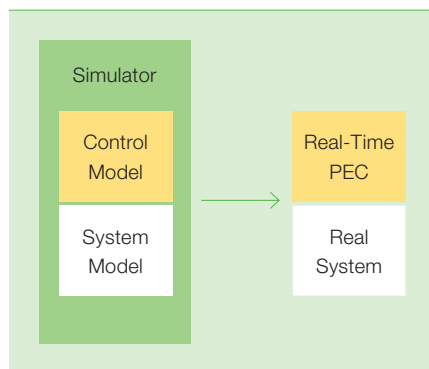 Simulator
Control
Model
System
Model
Real-Time
PEC
Real
System